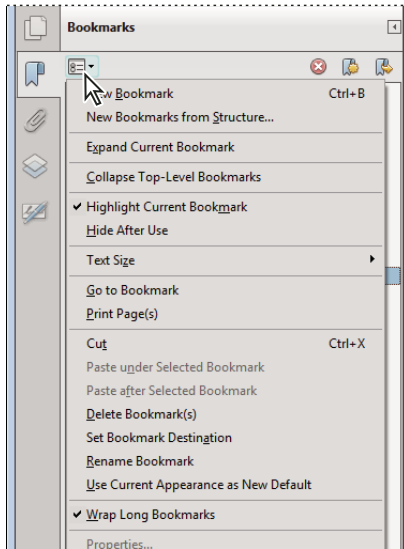 Bookmarks
Bookmark Ctrl+B
New Bookmarks from Structure...
Expand Current Bookmark
Collapse Top-Level Bookmarks
Highlight Current Bookmark
Hide After Use
Text Size
Go to Bookmark
Print Page(s)
Cut Ctrl+X
Paste under Selected Bookmark
Paste after Selected Bookmark
Delete Bookmark(s)
Set Bookmark Destination
Rename Bookmark
Use Current Appearance as New Default
Wrap Long Bookmarks
Properties...